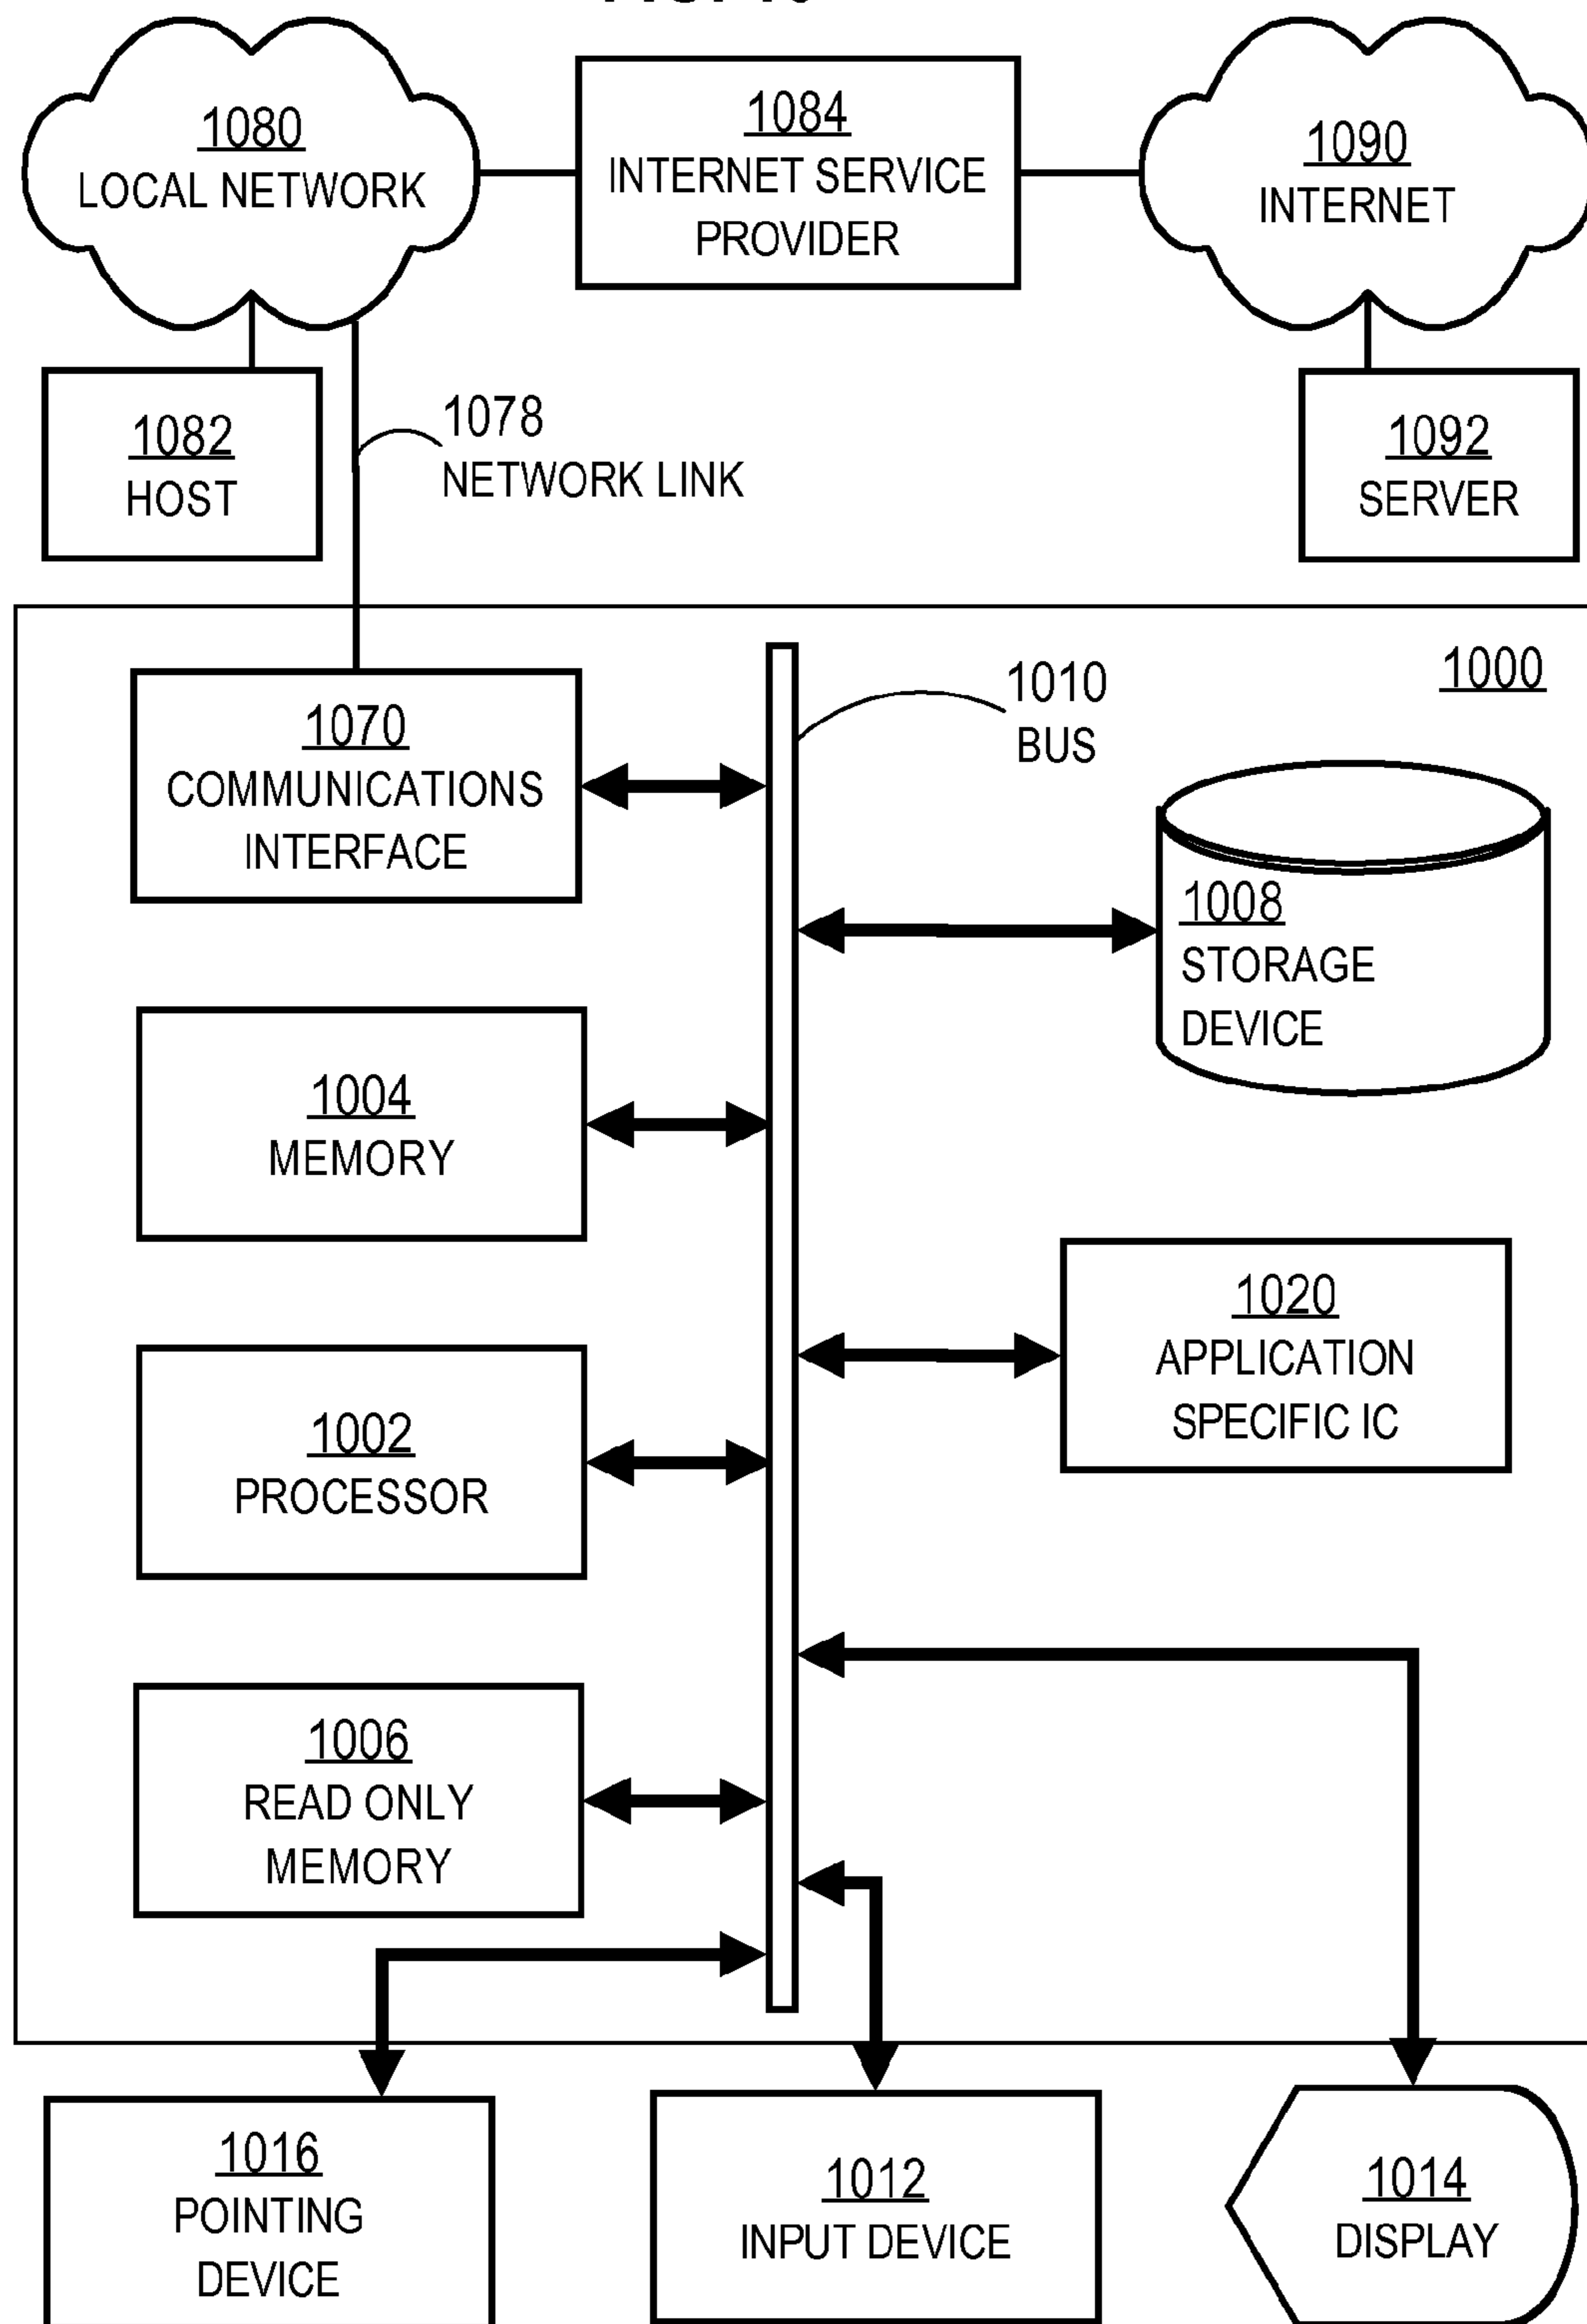 1080
LOCAL NETWORK
1084
INTERNET SERVICE
PROVIDER
1090
INTERNET
1082
HOST
1078
NETWORK LINK
1092
SERVER
1000
1070
COMMUNICATIONS
INTERFACE
1010
BUS
1008
STORAGE
DEVICE
1004
MEMORY
1020
APPLICATION
SPECIFIC IC
1002
PROCESSOR
1006
READ ONLY
MEMORY
1016
POINTING
DEVICE
1012
INPUT DEVICE
1014
DISPLAY